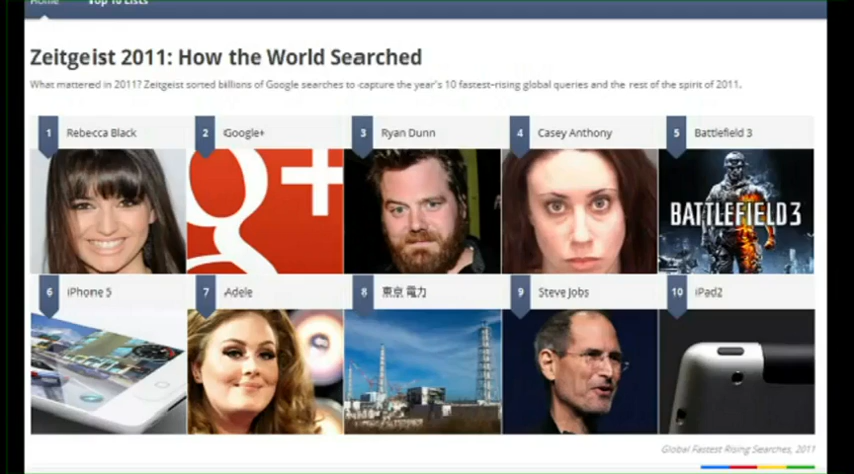 Home Top 10 Lists
Zeitgeist 2011: How the World Searched
What mattered in 2011? Zeitgeist sorted billions of Google searches to capture the year's 10 fastest-rising global queries and the rest of the spirit of 2011.
1 Rebecca Black 2 Google+ 3 Ryan Dunn 4 Casey Anthony 5 Battlefield 3
BATTLEFIELD 3
6 iPhone 5 7 Adele 8 東京 電力 9 Steve Jobs 10 iPad2
Global Fastest Rising Searches, 2011